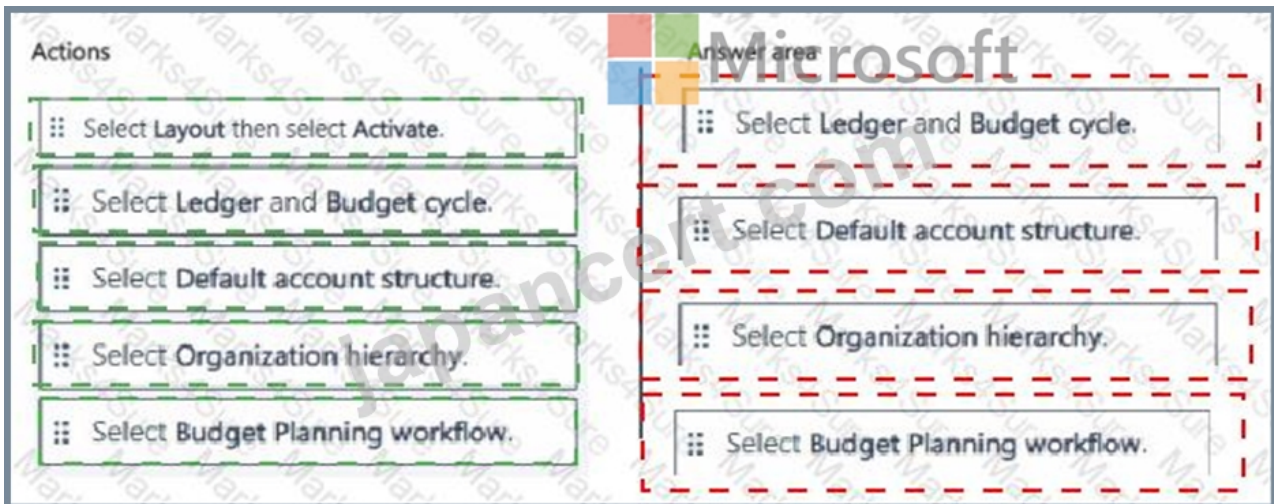 Actions
Select Layout then select Activate.
Select Ledger and Budget cycle.
Select Default account structure.
Select Organization hierarchy.
Select Budget Planning workflow.
Microsoft
Answer area
Select Ledger and Budget cycle.
Select Default account structure.
Select Organization hierarchy.
Select Budget Planning workflow.
Japancert com
Marks4Sure